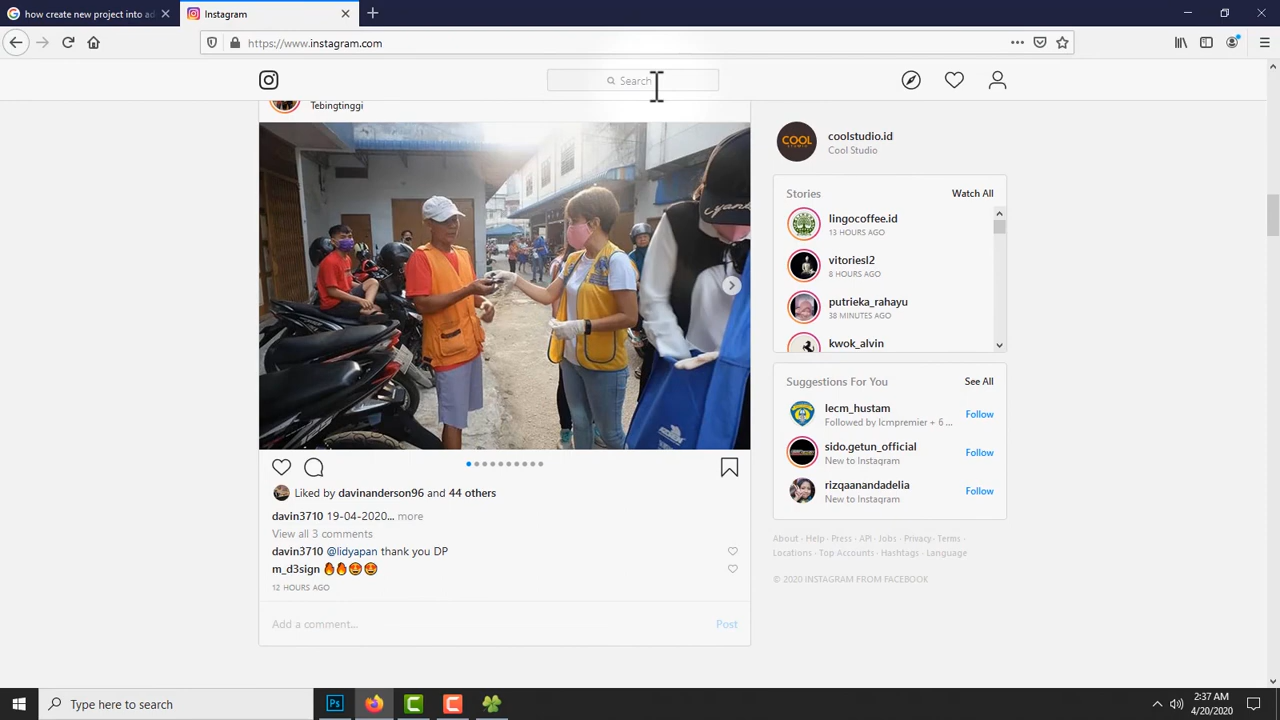 how create new project into ad
Instagram
https://www.instagram.com
Search
Tebingtinggi
COOL
STUDIO
coolstudio.id
Cool Studio
Stories
Watch All
lingocoffee.id
13 HOURS AGO
vitoriesl2
8 HOURS AGO
putrieka_rahayu
38 MINUTES AGO
kwok_alvin
Suggestions For You
See All
lecm_hustam
Followed by lcmpremier + 6 ...
Follow
sido.getun_official
New to Instagram
Follow
rizqaanandadelia
New to Instagram
Follow
Liked by davinanderson96 and 44 others
davin3710 19-04-2020... more
View all 3 comments
davin3710 @lidyapan thank you DP
m_d3sign 🔥🔥🤩🤩
12 HOURS AGO
Add a comment...
Post
About · Help · Press · API · Jobs · Privacy · Terms ·
Locations · Top Accounts · Hashtags · Language
© 2020 INSTAGRAM FROM FACEBOOK
Type here to search
Ps
2:37 AM
4/20/2020